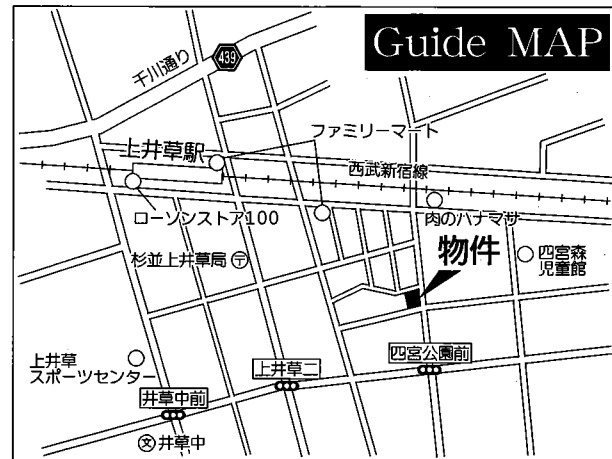 Guide MAP
千川通り
439
ファミリーマート
上井草駅
西武新宿線
ローソンストア100
肉のハナマサ
杉並上井草局
〒
物件
四宮森
児童館
上井草
スポーツセンター
四宮公園前
上井草二
井草中前
文 井草中